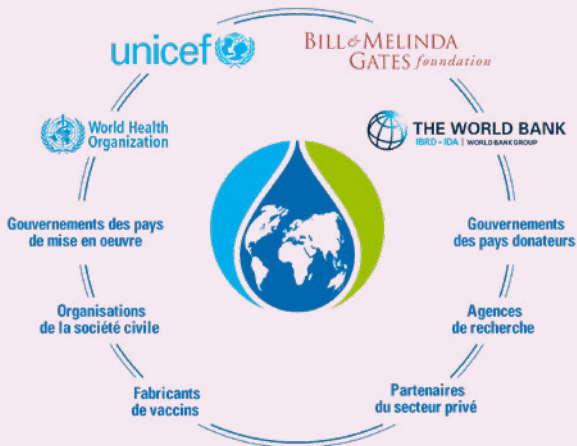 unicef
BILL & MELINDA
GATES foundation
World Health
Organization
THE WORLD BANK
IBRD - IDA | WORLD BANK GROUP
Gouvernements des pays
de mise en oeuvre
Gouvernements
des pays donateurs
Organisations
de la société civile
Agences
de recherche
Fabricants
de vaccins
Partenaires
du secteur privé